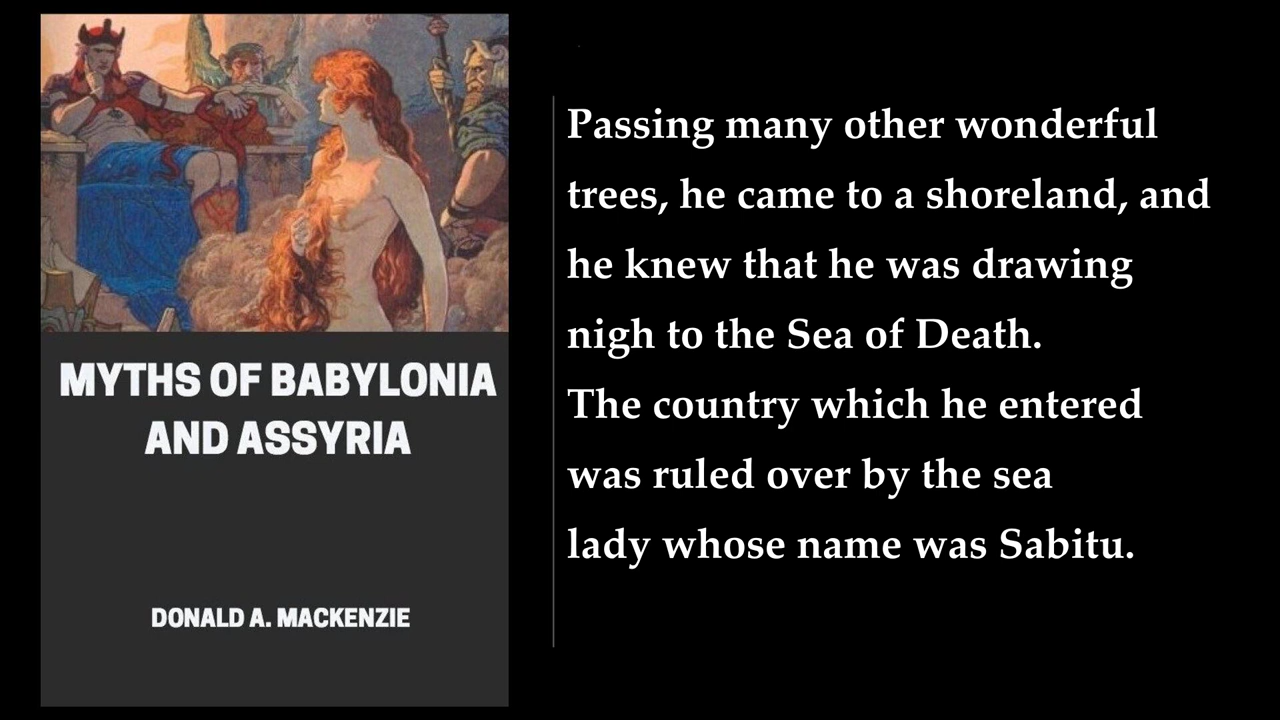 MYTHS OF BABYLONIA
AND ASSYRIA
DONALD A. MACKENZIE
Passing many other wonderful
trees, he came to a shoreland, and
he knew that he was drawing
nigh to the Sea of Death.
The country which he entered
was ruled over by the sea
lady whose name was Sabitu.